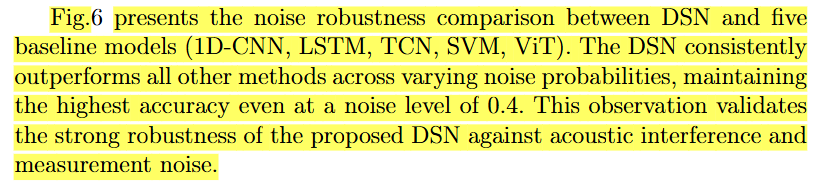 Fig.6 presents the noise robustness comparison between DSN and five
baseline models (1D-CNN, LSTM, TCN, SVM, ViT). The DSN consistently
outperforms all other methods across varying noise probabilities, maintaining
the highest accuracy even at a noise level of 0.4. This observation validates
the strong robustness of the proposed DSN against acoustic interference and
measurement noise.